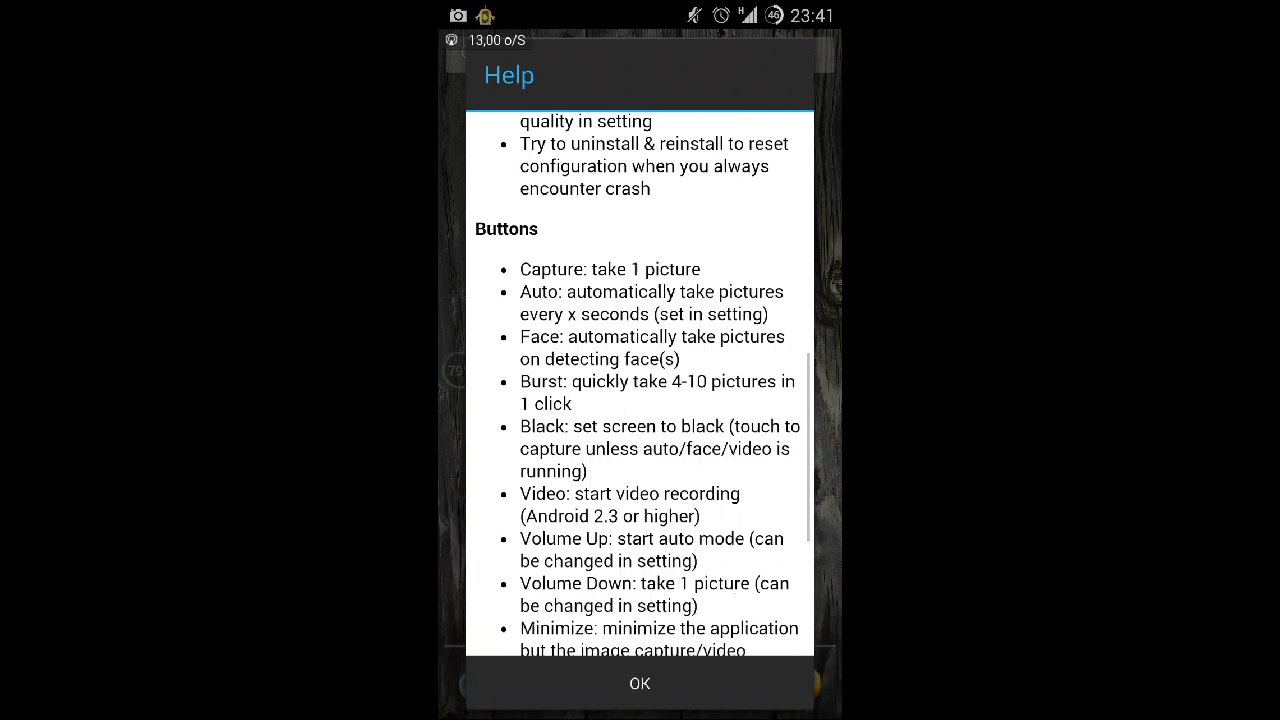 46 23:41
13,00 o/S
Help
quality in setting
• Try to uninstall & reinstall to reset
configuration when you always
encounter crash
Buttons
• Capture: take 1 picture
• Auto: automatically take pictures
every x seconds (set in setting)
• Face: automatically take pictures
on detecting face(s)
• Burst: quickly take 4-10 pictures in
1 click
• Black: set screen to black (touch to
capture unless auto/face/video is
running)
• Video: start video recording
(Android 2.3 or higher)
• Volume Up: start auto mode (can
be changed in setting)
• Volume Down: take 1 picture (can
be changed in setting)
• Minimize: minimize the application
but the image capture/video
79
OK